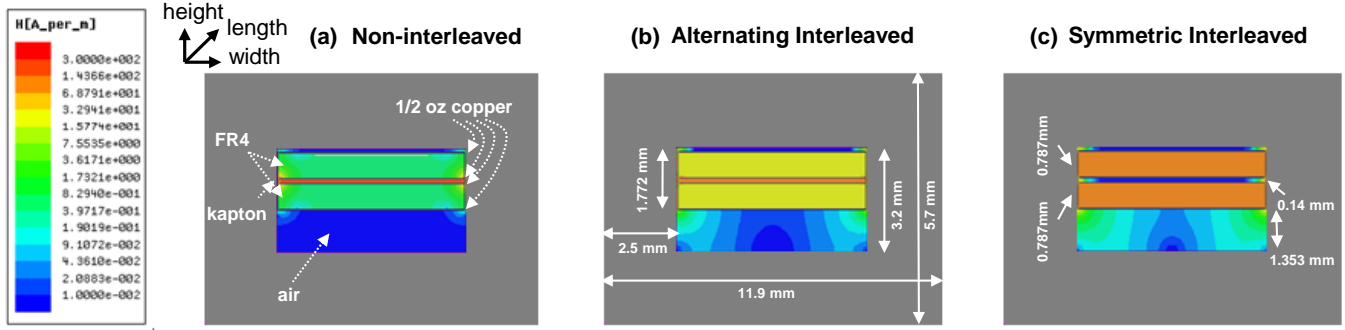 H[A_per_m]
3.0000e+002
1.4366e+002
6.8791e+001
3.2941e+001
1.5774e+001
7.5535e+000
3.6171e+000
1.7321e+000
8.2940e-001
3.9717e-001
1.9019e-001
9.1072e-002
4.3610e-002
2.0883e-002
1.0000e-002
height
length
width
(a) Non-interleaved
1/2 oz copper
FR4
kapton
air
(b) Alternating Interleaved
1.772 mm
3.2 mm
5.7 mm
2.5 mm
11.9 mm
(c) Symmetric Interleaved
0.787mm
0.787mm
0.14 mm
1.353 mm